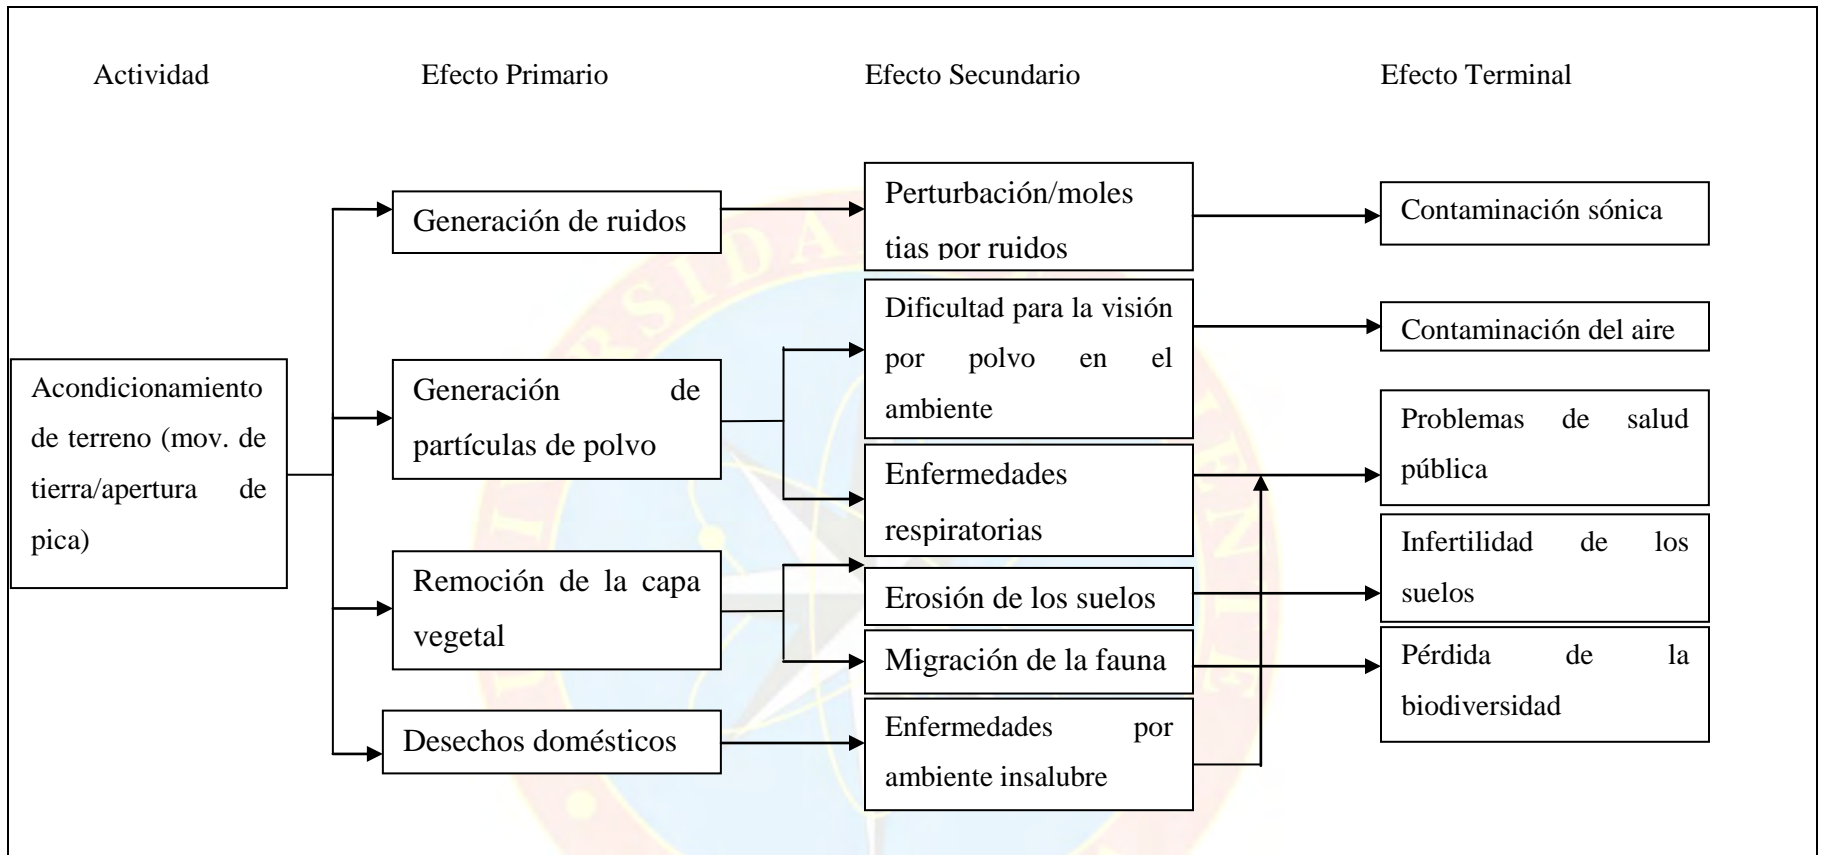 Actividad
Efecto Primario
Efecto Secundario
Efecto Terminal
Acondicionamiento
de terreno (mov. de
tierra/apertura de
pica)
Generación de ruidos
Generación de
partículas de polvo
Remoción de la capa
vegetal
Desechos domésticos
Perturbación/moles
tias por ruidos
Dificultad para la visión
por polvo en el
ambiente
Enfermedades
respiratorias
Erosión de los suelos
Migración de la fauna
Enfermedades por
ambiente insalubre
Contaminación sónica
Contaminación del aire
Problemas de salud
pública
Infertilidad de los
suelos
Pérdida de la
biodiversidad